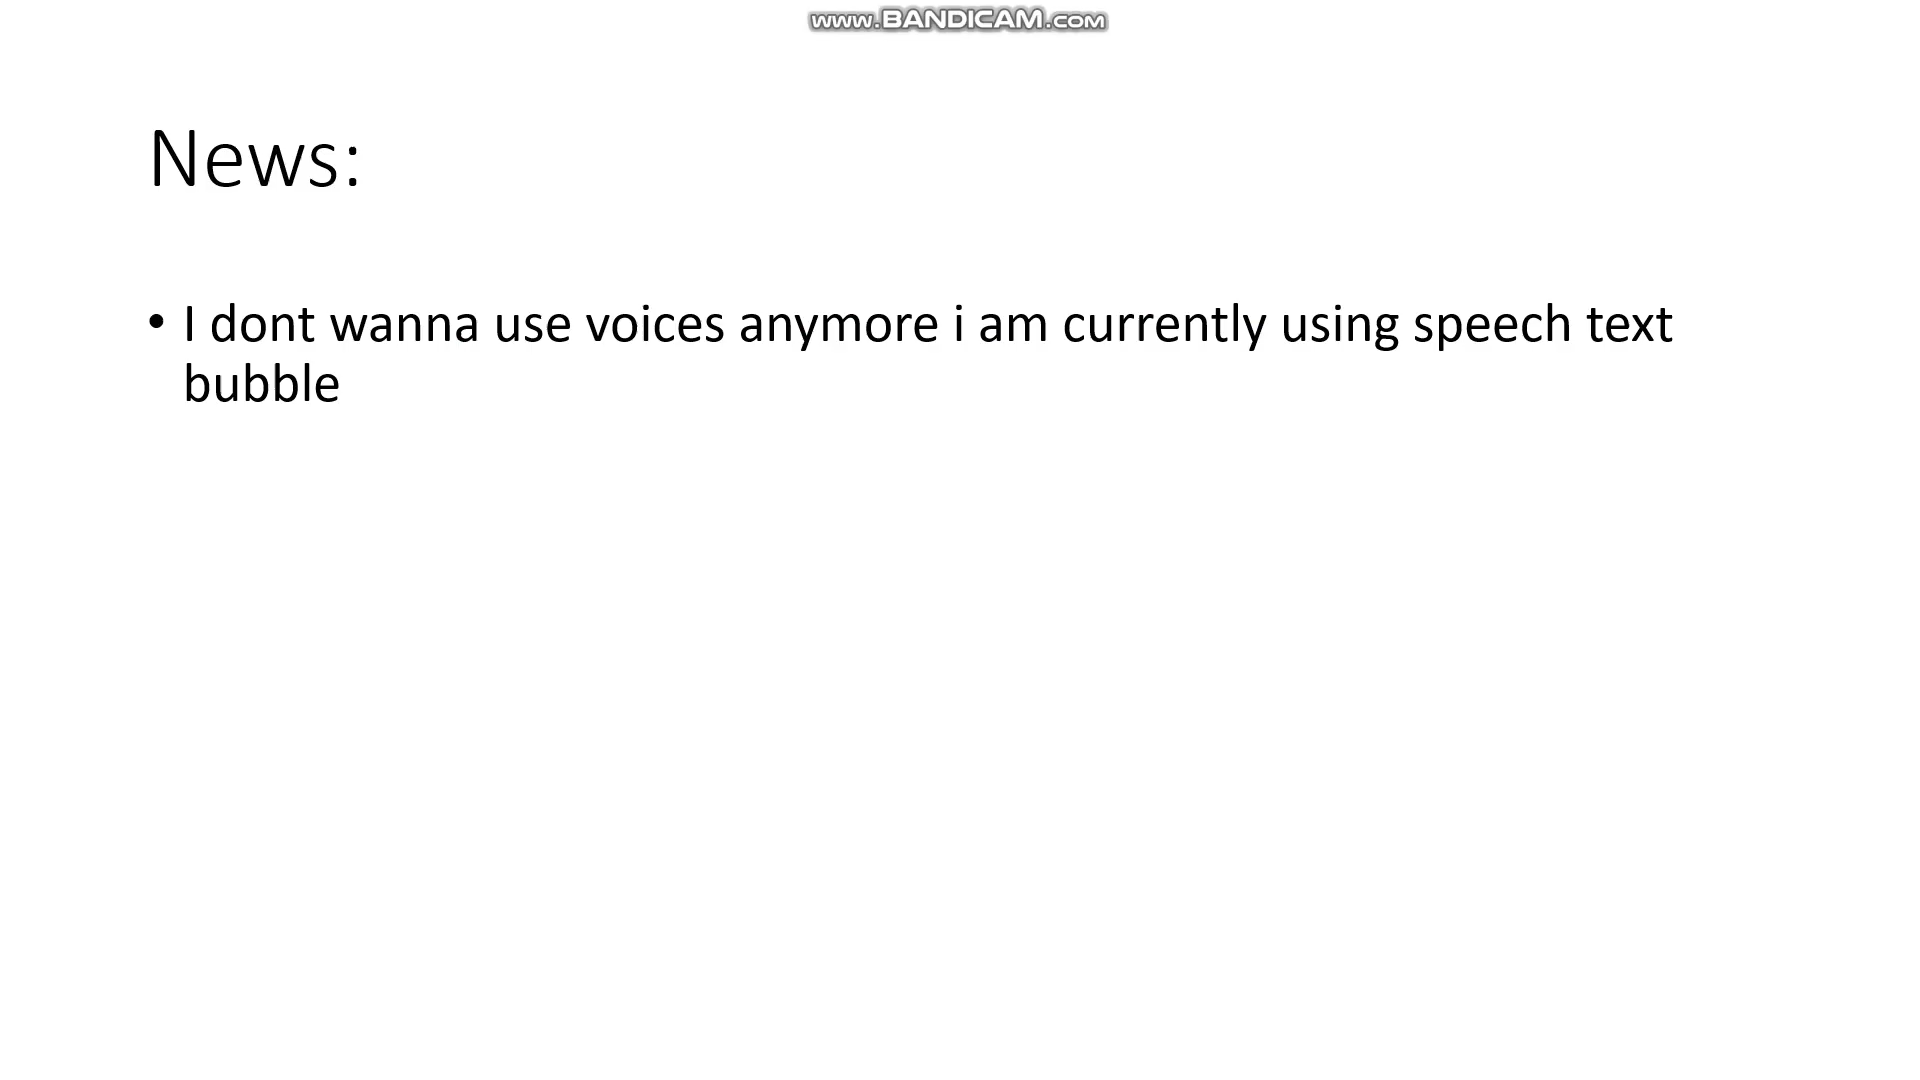 www.BANDICAM.com
News:
• I dont wanna use voices anymore i am currently using speech text
bubble